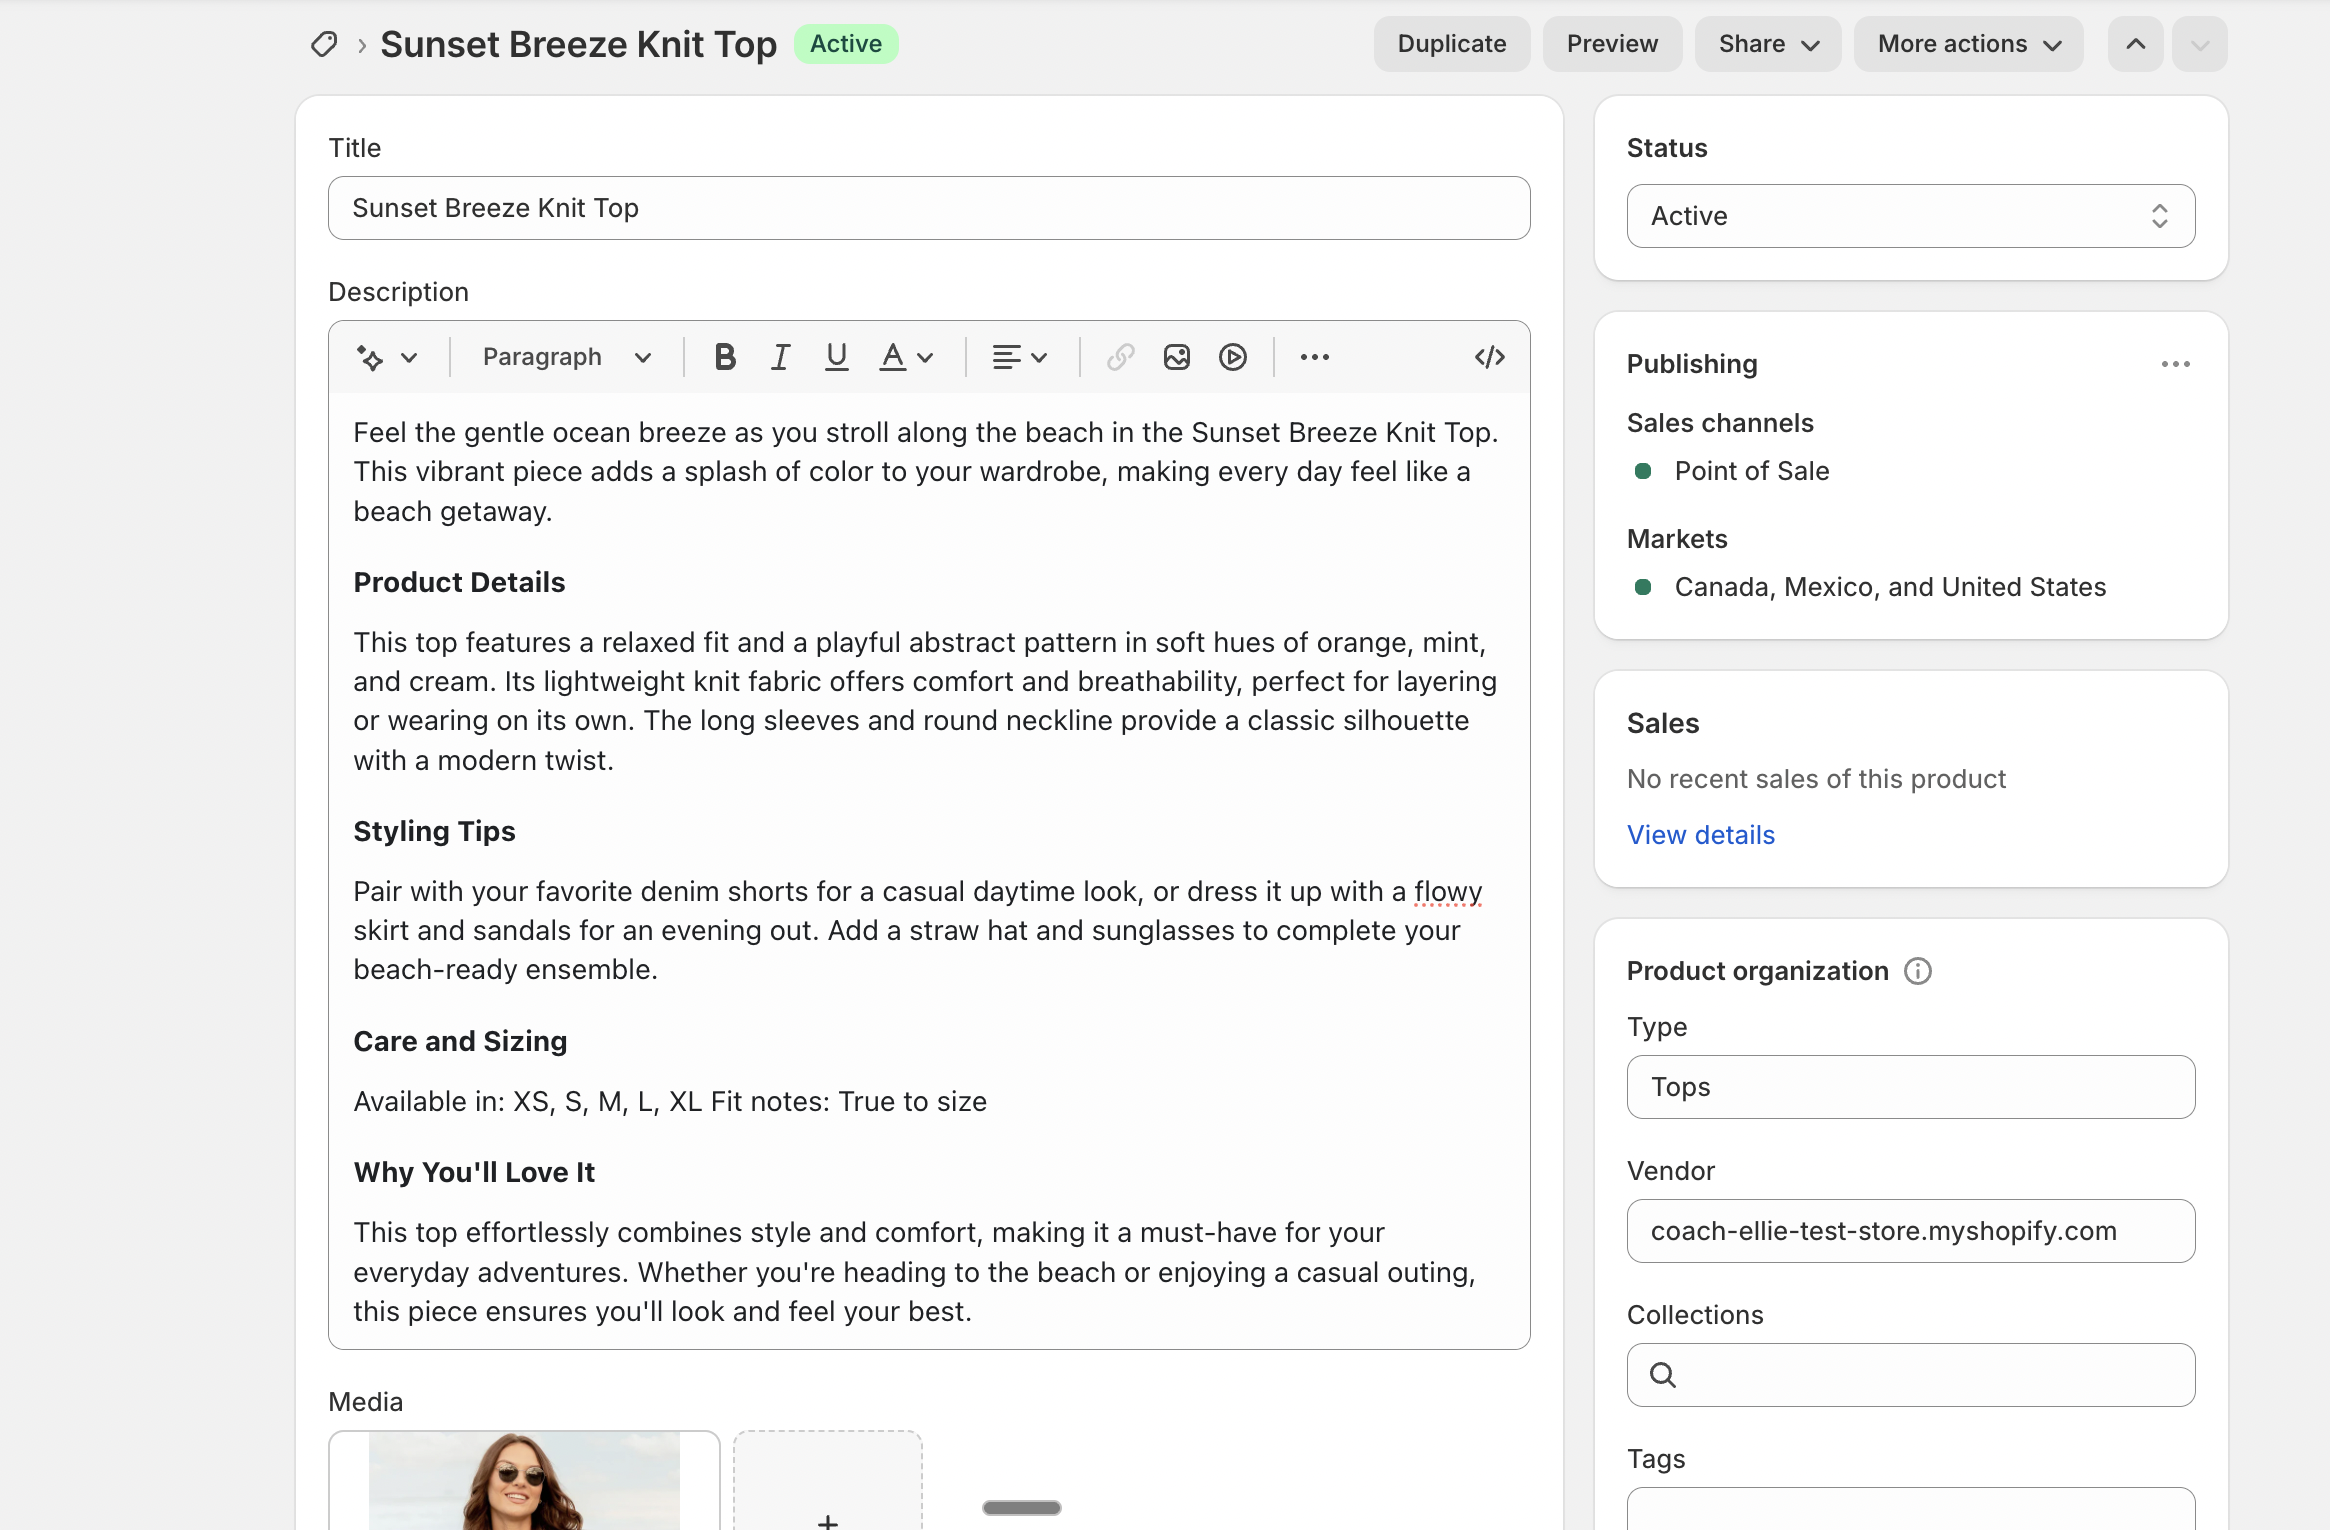 Sunset Breeze Knit Top
Active
Duplicate
Preview
Share
More actions
Title
Sunset Breeze Knit Top
Description
Paragraph
Feel the gentle ocean breeze as you stroll along the beach in the Sunset Breeze Knit Top.
This vibrant piece adds a splash of color to your wardrobe, making every day feel like a
beach getaway.
Product Details
This top features a relaxed fit and a playful abstract pattern in soft hues of orange, mint,
and cream. Its lightweight knit fabric offers comfort and breathability, perfect for layering
or wearing on its own. The long sleeves and round neckline provide a classic silhouette
with a modern twist.
Styling Tips
Pair with your favorite denim shorts for a casual daytime look, or dress it up with a flowy
skirt and sandals for an evening out. Add a straw hat and sunglasses to complete your
beach-ready ensemble.
Care and Sizing
Available in: XS, S, M, L, XL Fit notes: True to size
Why You'll Love It
This top effortlessly combines style and comfort, making it a must-have for your
everyday adventures. Whether you're heading to the beach or enjoying a casual outing,
this piece ensures you'll look and feel your best.
Media
Status
Active
Publishing
Sales channels
Point of Sale
Markets
Canada, Mexico, and United States
Sales
No recent sales of this product
View details
Product organization
Type
Tops
Vendor
coach-ellie-test-store.myshopify.com
Collections
Tags